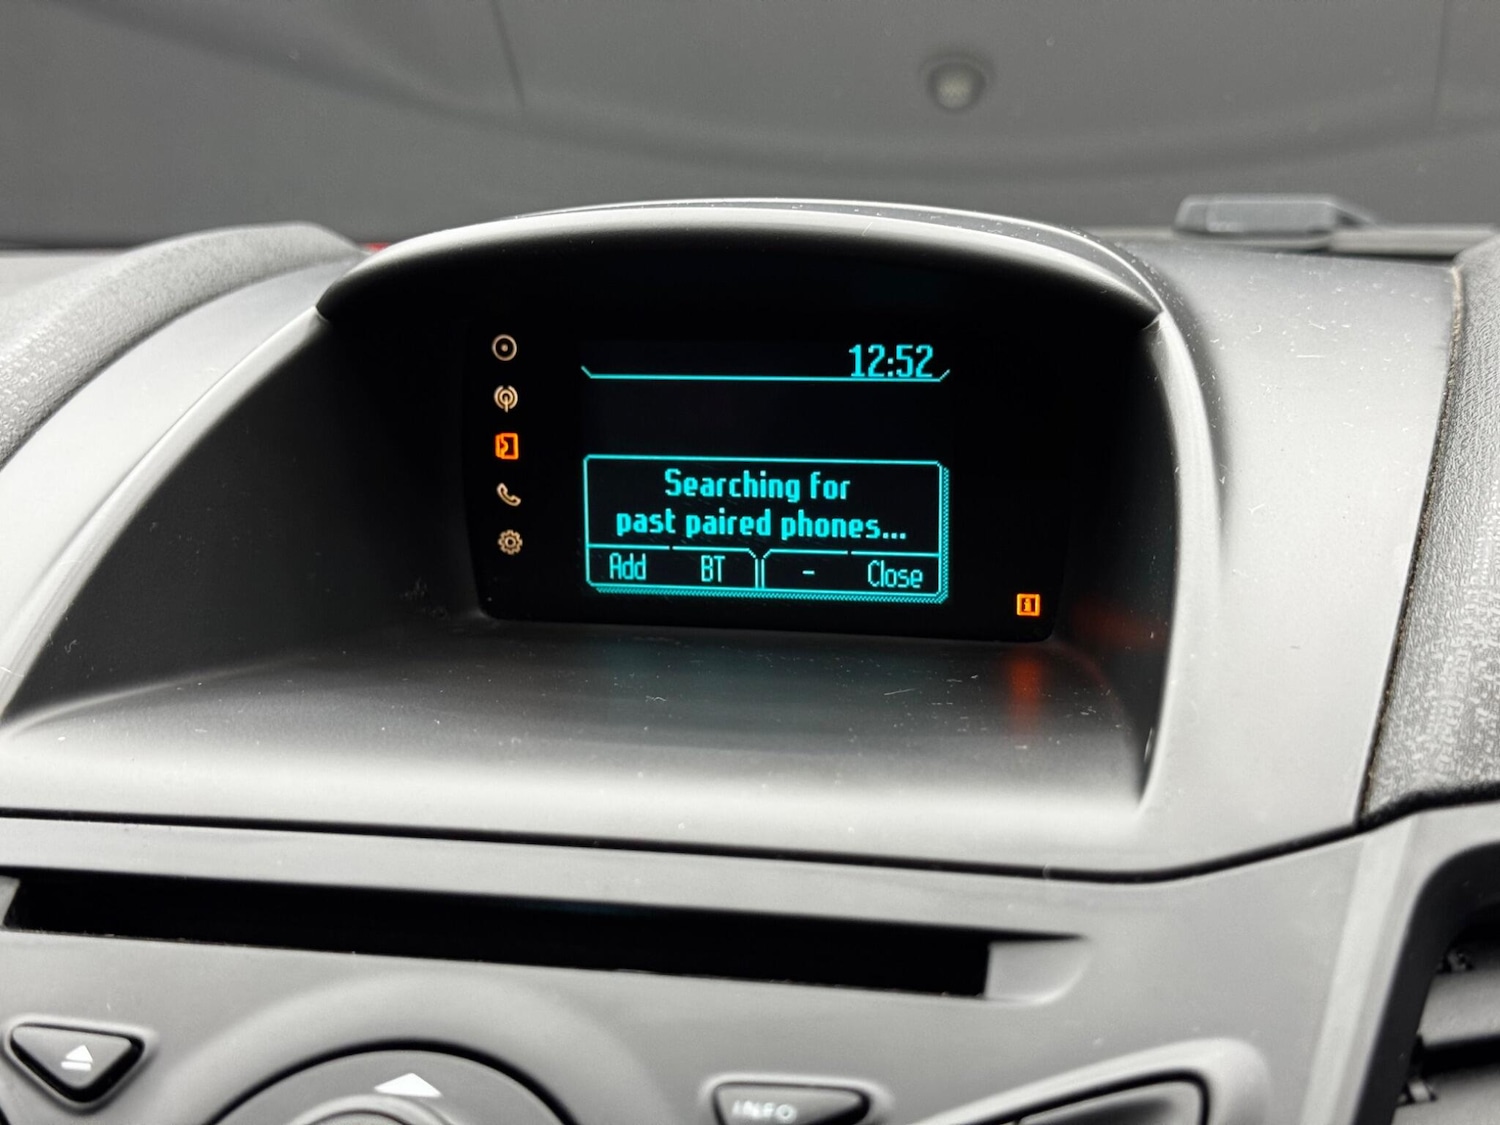 12:52
Searching for
past paired phones...
Add BT - Close
i
INFO